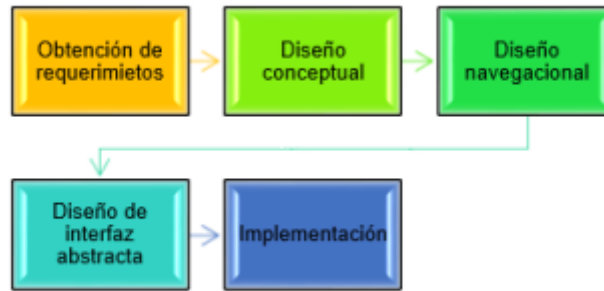 Obtención de
requerimietos
Diseño
conceptual
Diseño
navegacional
Diseño de
interfaz
abstracta
Implementación